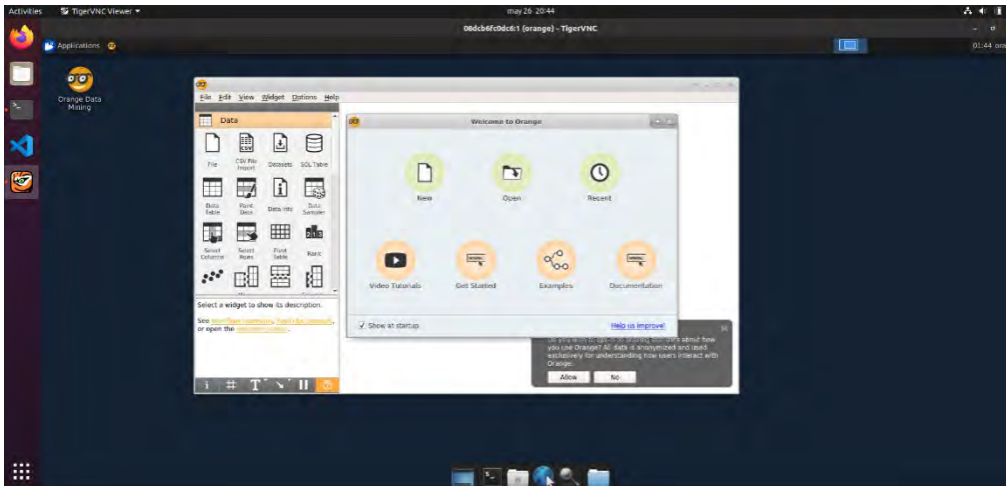 Activities TigerVNC Viewer may 26 20:44
08dcb6fc0dc6:1 (orange) - TigerVNC
Applications 01:44
Orange Data
Mining
File Edit View Widget Options Help
Data
File CSV File Import Datasets SQL Table
Data Table Paint Data Data Info Data Sampler
Select Columns Select Rows Pivot Table Rank
Select a widget to show its description.
See
or open the
Welcome to Orange
New Open Recent
Video Tutorials Get Started Examples Documentation
Show at startup Help us improve!
about how
you use Orange? All data is anonymized and used
exclusively for understanding how users interact with
Orange.
Allow No